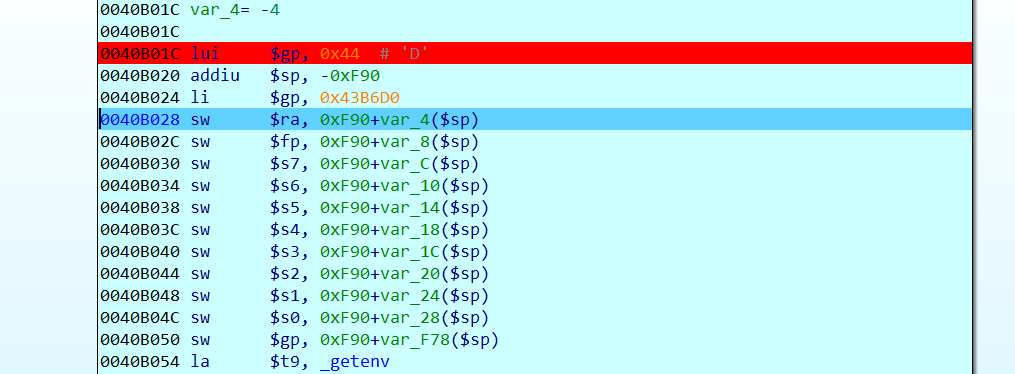 0040B01C var_4= -4
0040B01C
0040B01C lui     $gp, 0x44  # 'D'
0040B020 addiu   $sp, -0xF90
0040B024 li      $gp, 0x43B6D0
0040B028 sw      $ra, 0xF90+var_4($sp)
0040B02C sw      $fp, 0xF90+var_8($sp)
0040B030 sw      $s7, 0xF90+var_C($sp)
0040B034 sw      $s6, 0xF90+var_10($sp)
0040B038 sw      $s5, 0xF90+var_14($sp)
0040B03C sw      $s4, 0xF90+var_18($sp)
0040B040 sw      $s3, 0xF90+var_1C($sp)
0040B044 sw      $s2, 0xF90+var_20($sp)
0040B048 sw      $s1, 0xF90+var_24($sp)
0040B04C sw      $s0, 0xF90+var_28($sp)
0040B050 sw      $gp, 0xF90+var_F78($sp)
0040B054 la      $t9, _getenv